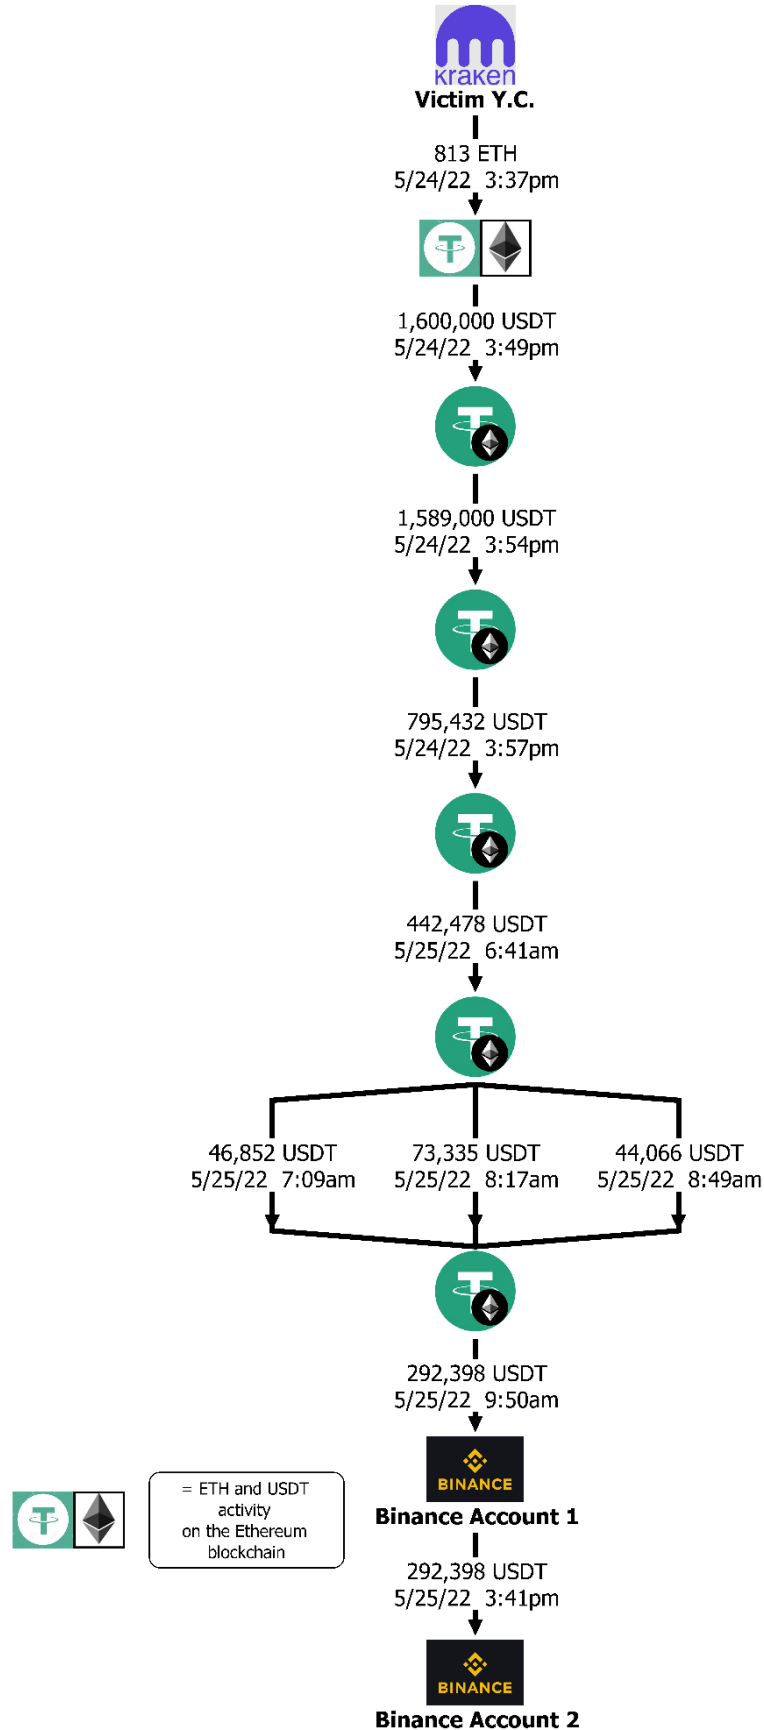 kraken
Victim Y.C.
813 ETH
5/24/22 3:37pm
1,600,000 USDT
5/24/22 3:49pm
1,589,000 USDT
5/24/22 3:54pm
795,432 USDT
5/24/22 3:57pm
442,478 USDT
5/25/22 6:41am
46,852 USDT
5/25/22 7:09am
73,335 USDT
5/25/22 8:17am
44,066 USDT
5/25/22 8:49am
292,398 USDT
5/25/22 9:50am
BINANCE
Binance Account 1
= ETH and USDT
activity
on the Ethereum
blockchain
292,398 USDT
5/25/22 3:41pm
BINANCE
Binance Account 2